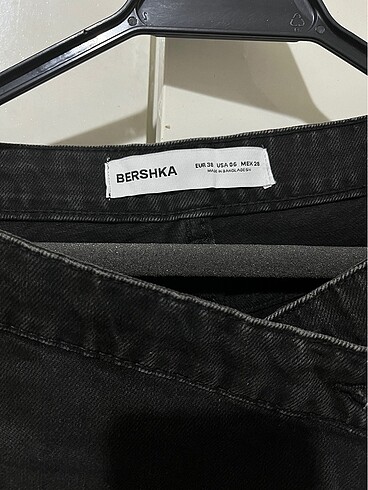 BERSHKA
EUR 38 USA 06 MEX 28
MADE IN BANGLADESH